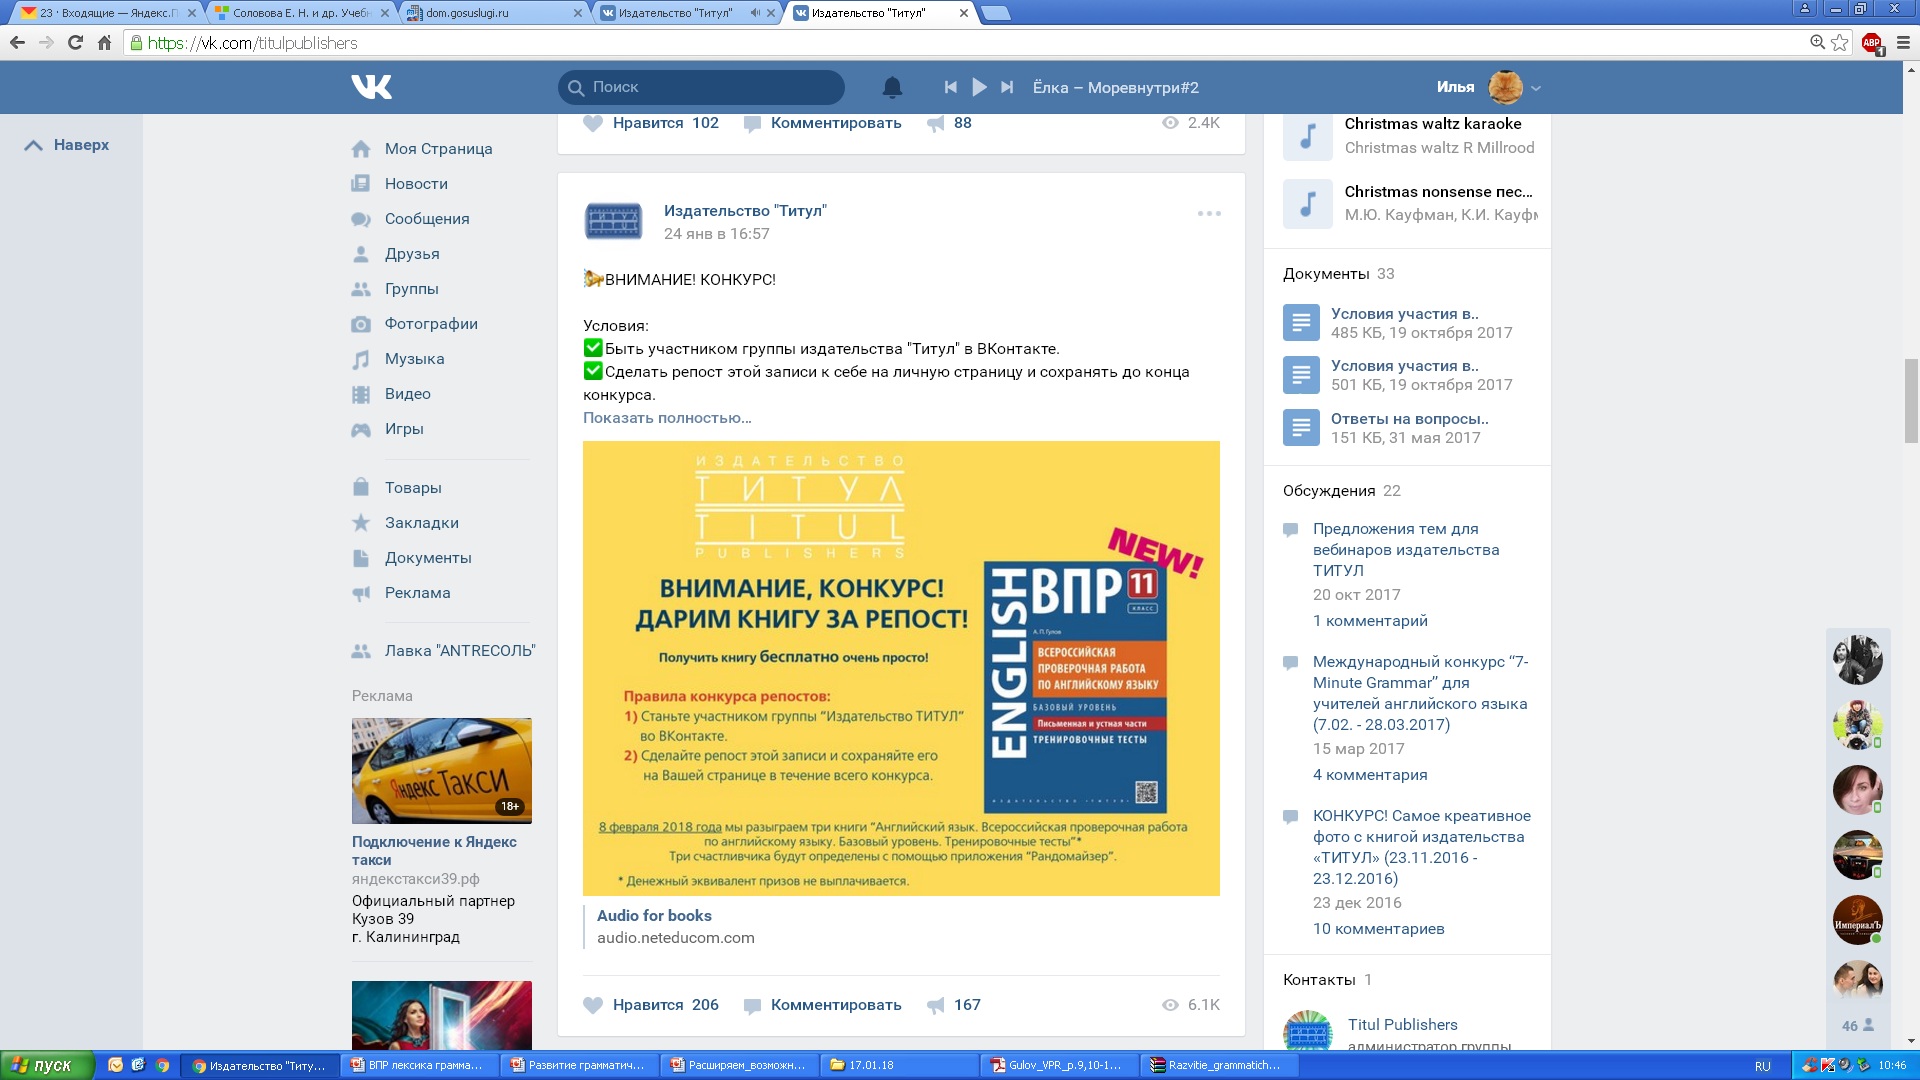 23 · Входящие — Яндекс.П
Соловова Е. Н. и др. Учебн
dom.gosuslugi.ru
Издательство "Титул"
Издательство "Титул"
https://vk.com/titulpublishers
ABP
1
Поиск
Ёлка – Моревнутри#2
Илья
Наверх
Моя Страница
Новости
Сообщения
Друзья
Группы
Фотографии
Музыка
Видео
Игры
Товары
Закладки
Документы
Реклама
Лавка "ANTRЕСОЛЬ"
Реклама
Яндекс Такси
18+
Подключение к Яндекс
такси
яндекстакси39.рф
Официальный партнер
Кузов 39
г. Калининград
Нравится 102
Комментировать
88
2.4K
Издательство "Титул"
24 янв в 16:57
ВНИМАНИЕ! КОНКУРС!
Условия:
Быть участником группы издательства "Титул" в ВКонтакте.
Сделать репост этой записи к себе на личную страницу и сохранять до конца
конкурса.
Показать полностью…
ИЗДАТЕЛЬСТВО
ТИТУЛ
TITUL
PUBLISHERS
ВНИМАНИЕ, КОНКУРС!
ДАРИМ КНИГУ ЗА РЕПОСТ!
Получить книгу бесплатно очень просто!
Правила конкурса репостов:
1) Станьте участником группы "Издательство ТИТУЛ"
во ВКонтакте.
2) Сделайте репост этой записи и сохраняйте его
на Вашей странице в течение всего конкурса.
NEW!
ENGLISH
ВПР
11
КЛАСС
А.П.Гулов
ВСЕРОССИЙСКАЯ
ПРОВЕРОЧНАЯ РАБОТА
ПО АНГЛИЙСКОМУ ЯЗЫКУ
БАЗОВЫЙ УРОВЕНЬ
Письменная и устная части
ТРЕНИРОВОЧНЫЕ ТЕСТЫ
ИЗДАТЕЛЬСТВО «ТИТУЛ»
8 февраля 2018 года мы разыграем три книги "Английский язык. Всероссийская проверочная работа
по английскому языку. Базовый уровень. Тренировочные тесты"*
Три счастливчика будут определены с помощью приложения "Рандомайзер".
* Денежный эквивалент призов не выплачивается.
Audio for books
audio.neteducom.com
Нравится 206
Комментировать
167
6.1K
Christmas waltz karaoke
Christmas waltz R Millrood
Christmas nonsense пес…
М.Ю. Кауфман, К.И. Кауфм
Документы 33
Условия участия в..
485 КБ, 19 октября 2017
Условия участия в..
501 КБ, 19 октября 2017
Ответы на вопросы..
151 КБ, 31 мая 2017
Обсуждения 22
Предложения тем для
вебинаров издательства
ТИТУЛ
20 окт 2017
1 комментарий
Международный конкурс “7-
Minute Grammar” для
учителей английского языка
(7.02. - 28.03.2017)
15 мар 2017
4 комментария
КОНКУРС! Самое креативное
фото с книгой издательства
«ТИТУЛ» (23.11.2016 -
23.12.2016)
23 дек 2016
10 комментариев
Контакты 1
Titul Publishers
администратор группы
ИмпериалЪ
46
пуск
Издательство "Титу...
ВПР лексика грамма...
Развитие грамматич...
Расширяем_возможн...
17.01.18
Gulov_VPR_p.9,10-1...
Razvitie_grammatich...
RU
10:46